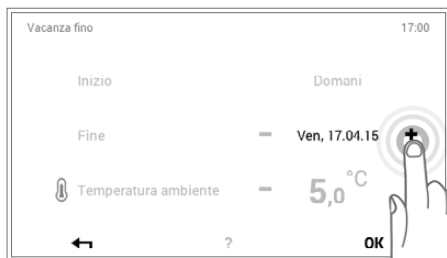 Vacanza fino 17:00
Inizio Domani
Fine − Ven, 17.04.15 +
Temperatura ambiente − 5,0 °C
? OK